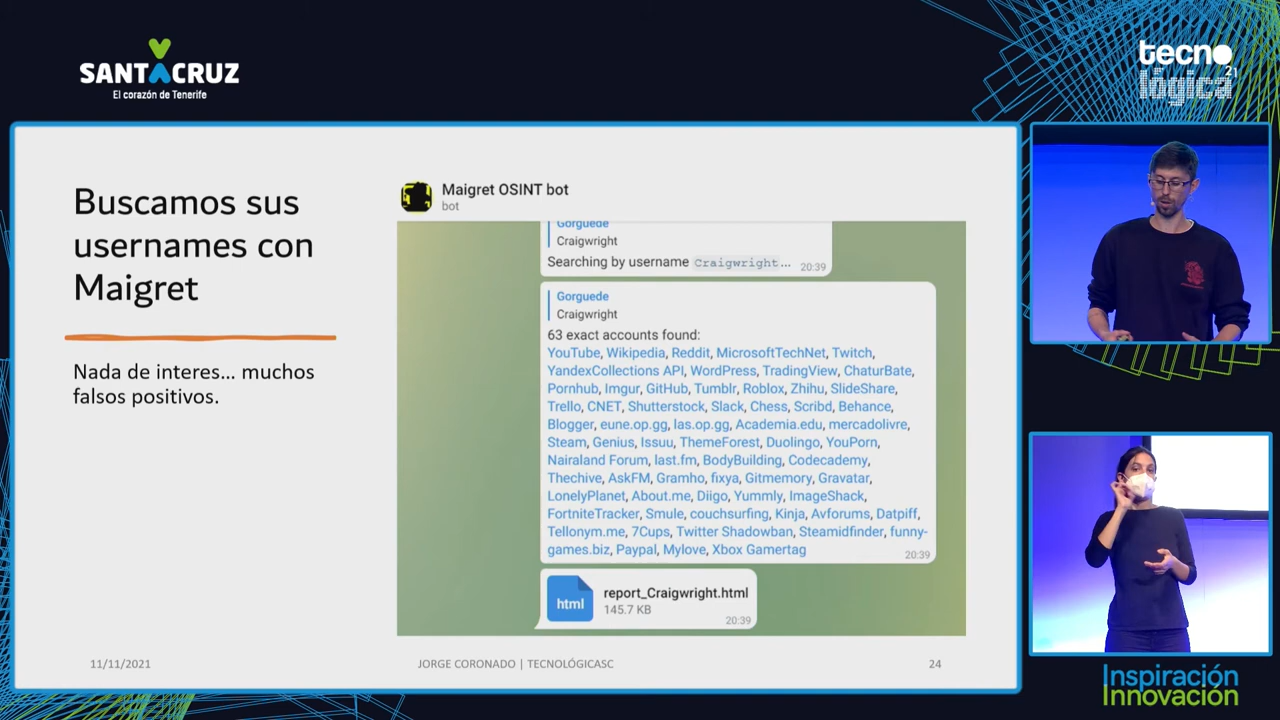 SANTACRUZ
El corazón de Tenerife
tecno
lógica
21
Buscamos sus
usernames con
Maigret
Nada de interes... muchos
falsos positivos.
Maigret OSINT bot
bot
Gorguede
Craigwright
Searching by username Craigwright... 20:39
Gorguede
Craigwright
63 exact accounts found:
YouTube, Wikipedia, Reddit, MicrosoftTechNet, Twitch,
YandexCollections API, WordPress, TradingView, ChaturBate,
Pornhub, Imgur, GitHub, Tumblr, Roblox, Zhihu, SlideShare,
Trello, CNET, Shutterstock, Slack, Chess, Scribd, Behance,
Blogger, eune.op.gg, las.op.gg, Academia.edu, mercadolivre,
Steam, Genius, Issuu, ThemeForest, Duolingo, YouPorn,
Nairaland Forum, last.fm, BodyBuilding, Codecademy,
Thechive, AskFM, Gramho, fixya, Gitmemory, Gravatar,
LonelyPlanet, About.me, Diigo, Yummly, ImageShack,
FortniteTracker, Smule, couchsurfing, Kinja, Avforums, Datpiff,
Tellonym.me, 7Cups, Twitter Shadowban, Steamidfinder, funny-
games.biz, Paypal, Mylove, Xbox Gamertag
20:39
html
report_Craigwright.html
145.7 KB
20:39
11/11/2021
JORGE CORONADO | TECNOLÓGICASC
24
Inspiración
Innovación